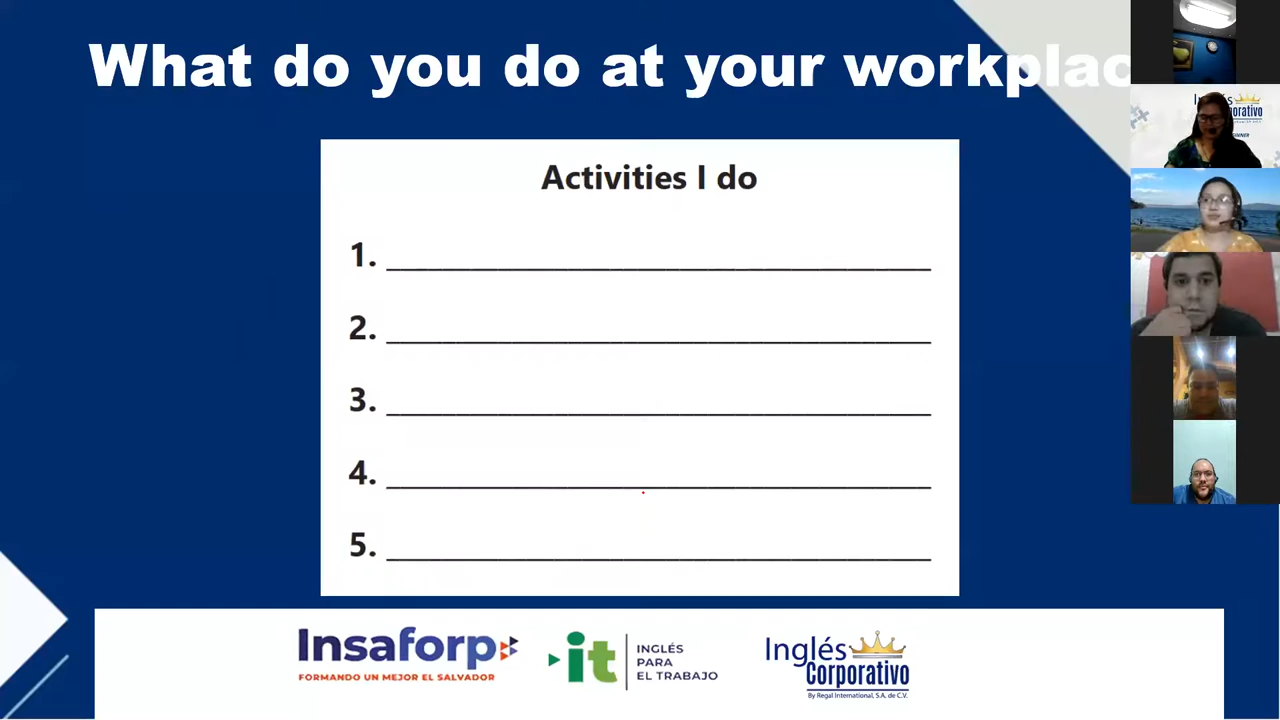 What do you do at your workplac
Activities I do
1.
2.
3.
4.
5.
Insaforp
FORMANDO UN MEJOR EL SALVADOR
it
INGLÉS
PARA
EL TRABAJO
Inglés
Corporativo
By Regal International, S.A. de C.V.